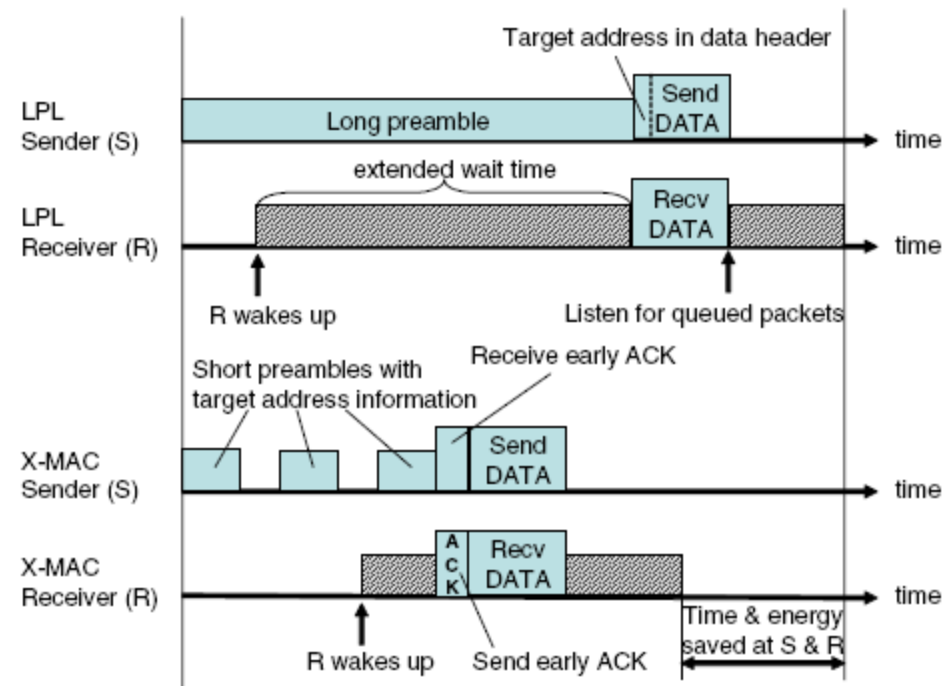 Target address in data header
LPL
Sender (S)
Long preamble
Send
DATA
time
extended wait time
LPL
Receiver (R)
Recv
DATA
time
R wakes up
Listen for queued packets
Receive early ACK
Short preambles with
target address information
X-MAC
Sender (S)
Send
DATA
time
X-MAC
Receiver (R)
ACK
Recv
DATA
time
Time & energy
saved at S & R
R wakes up
Send early ACK